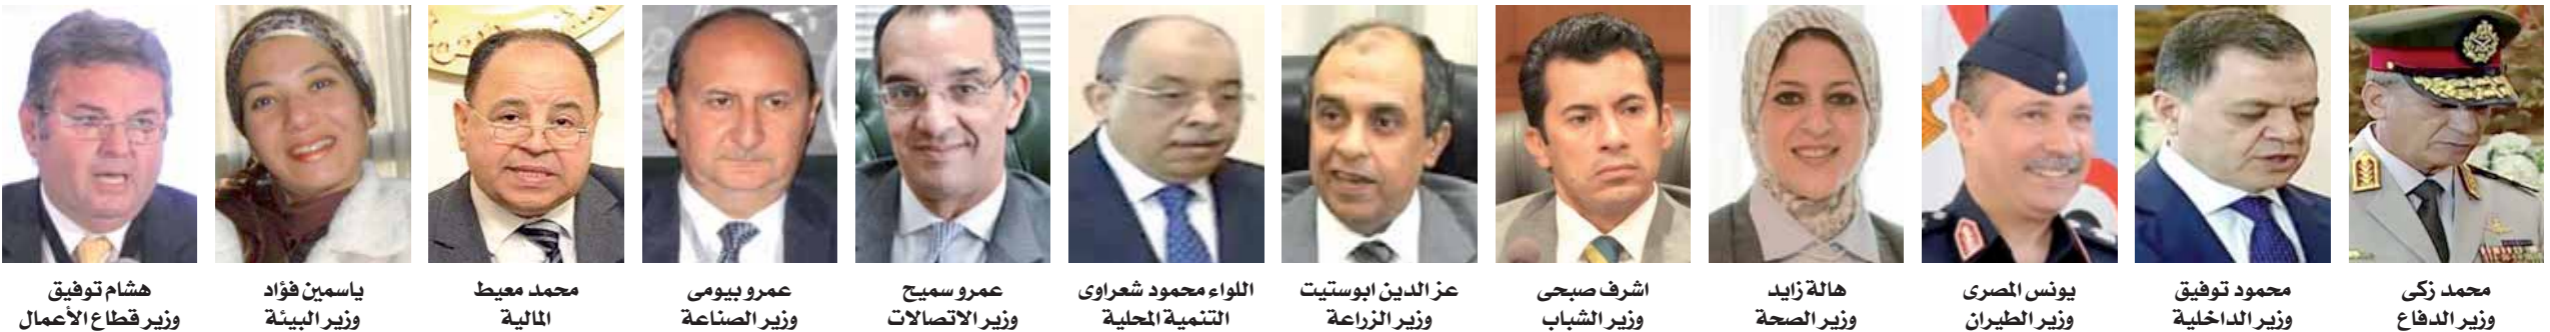 محمد زكى
وزير الدفاع
محمود توفيق
وزير الداخلية
يونس المصرى
وزير الطيران
هالة زايد
وزير الصحة
اشرف صبحى
وزير الشباب
عز الدين ابوستيت
وزير الزراعة
اللواء محمود شعراوى
التنمية المحلية
عمرو سميح
وزير الاتصالات
عمرو بيومى
وزير الصناعة
محمد معيط
المالية
ياسمين فؤاد
وزير البيئة
هشام توفيق
وزير قطاع الأعمال